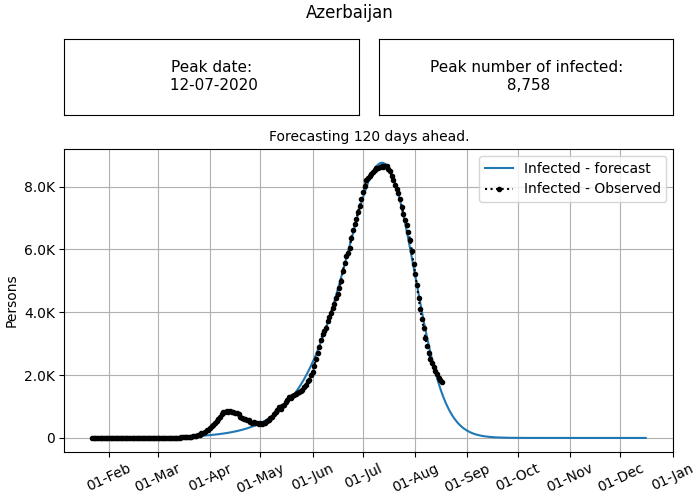 Azerbaijan
Peak date:
12-07-2020
Peak number of infected:
8,758
Forecasting 120 days ahead.
Infected - forecast
Infected - Observed
8.0K
6.0K
4.0K
2.0K
0
Persons
01-Feb
01-Mar
01-Apr
01-May
01-Jun
01-Jul
01-Aug
01-Sep
01-Oct
01-Nov
01-Dec
01-Jan